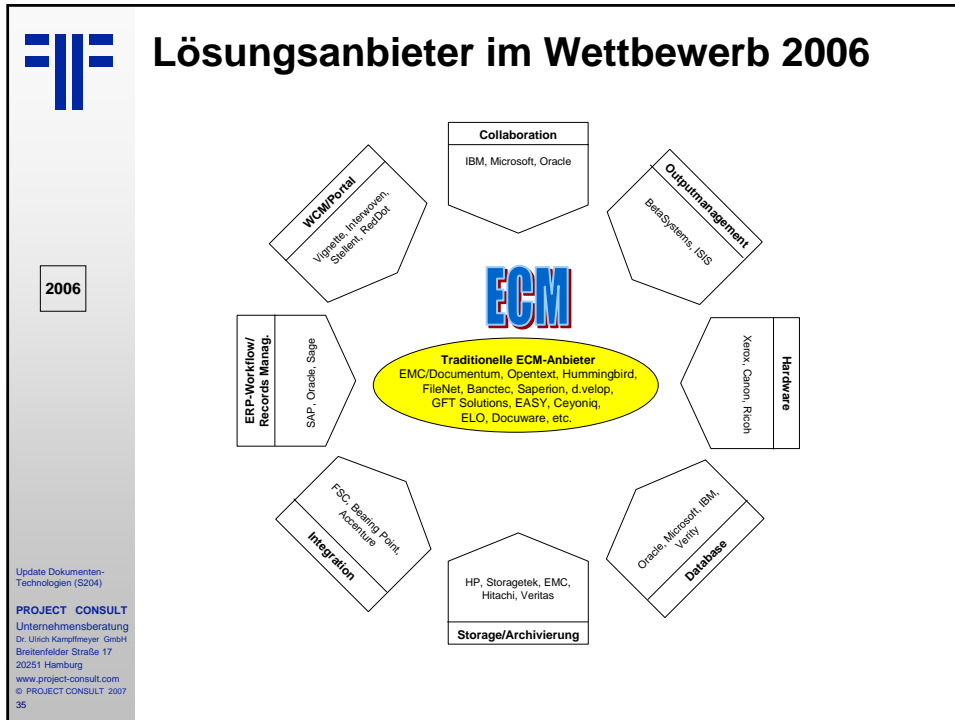 Lösungsanbieter im Wettbewerb 2006
Collaboration
IBM, Microsoft, Oracle
WCM/Portal
Vignette, Interwoven,
Stellent, RedDot
Outputmanagement
BetaSystems, ISIS
2006
ECM
Traditionelle ECM-Anbieter
EMC/Documentum, Opentext, Hummingbird,
FileNet, Banctec, Saperion, d.velop,
GFT Solutions, EASY, Ceyoniq,
ELO, Docuware, etc.
ERP-Workflow/
Records Manag.
SAP, Oracle, Sage
Hardware
Xerox, Canon, Ricoh
FSC, Bearing Point,
Accenture
Integration
Oracle, Microsoft, IBM,
Verity
Database
HP, Storagetek, EMC,
Hitachi, Veritas
Storage/Archivierung
Update Dokumenten-
Technologien (S204)
PROJECT CONSULT
Unternehmensberatung
Dr. Ulrich Kampffmeyer GmbH
Breitenfelder Straße 17
20251 Hamburg
www.project-consult.com
© PROJECT CONSULT 2007
35